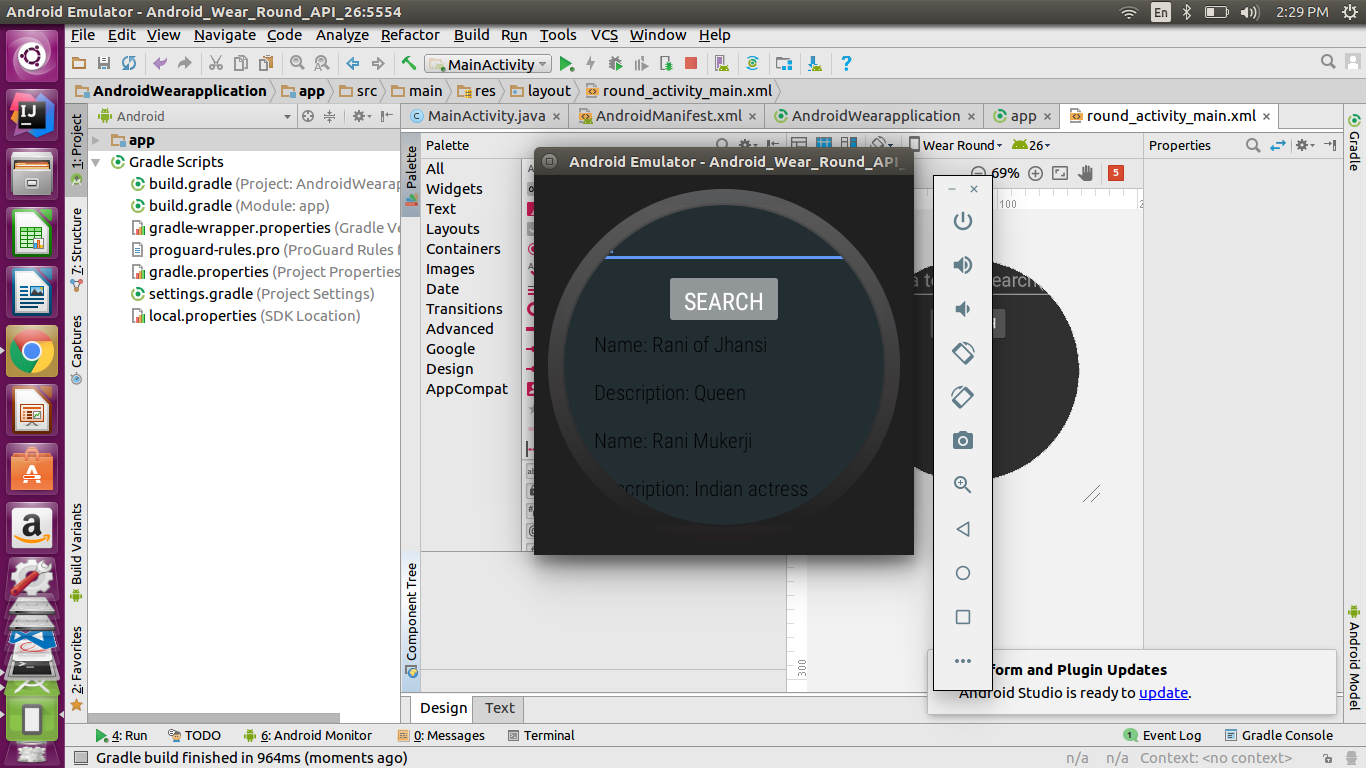 Android Emulator - Android_Wear_Round_API_26:5554
En
2:29 PM
File Edit View Navigate Code Analyze Refactor Build Run Tools VCS Window Help
MainActivity
AndroidWearapplication app src main res layout round_activity_main.xml
1: Project
7: Structure
Captures
Build Variants
2: Favorites
Android
app
Gradle Scripts
build.gradle (Project: AndroidWearap
build.gradle (Module: app)
gradle-wrapper.properties (Gradle Ve
proguard-rules.pro (ProGuard Rules f
gradle.properties (Project Properties
settings.gradle (Project Settings)
local.properties (SDK Location)
MainActivity.java AndroidManifest.xml AndroidWearapplication app round_activity_main.xml
Palette
Component Tree
Palette
All
Widgets
Text
Layouts
Containers
Images
Date
Transitions
Advanced
Google
Design
AppCompat
Wear Round 26
69% 5
100
300
Properties
Android Emulator - Android_Wear_Round_API_
SEARCH
Name: Rani of Jhansi
Description: Queen
Name: Rani Mukerji
scription: Indian actress
Gradle
Android Model
form and Plugin Updates
Android Studio is ready to update.
Design Text
4: Run TODO 6: Android Monitor 0: Messages Terminal 1 Event Log Gradle Console
Gradle build finished in 964ms (moments ago) n/a n/a Context: <no context>